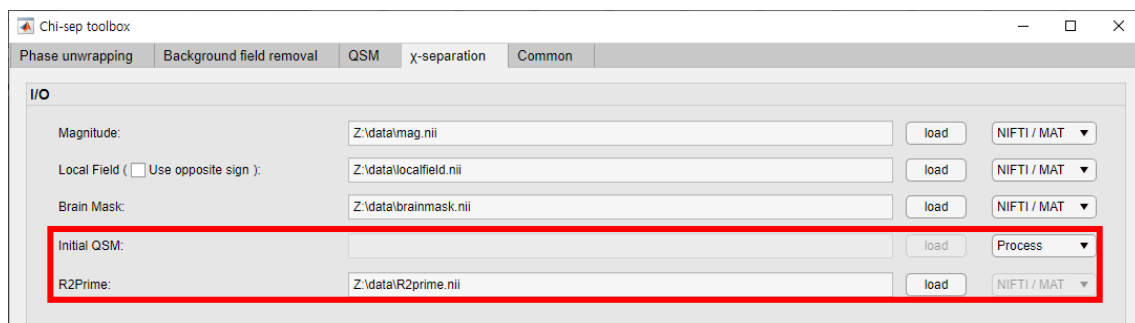 Chi-sep toolbox
Phase unwrapping Background field removal QSM χ-separation Common
I/O
Magnitude: Z:\data\mag.nii load NIFTI / MAT
Local Field ( Use opposite sign ): Z:\data\localfield.nii load NIFTI / MAT
Brain Mask: Z:\data\brainmask.nii load NIFTI / MAT
Initial QSM: load Process
R2Prime: Z:\data\R2prime.nii load NIFTI / MAT